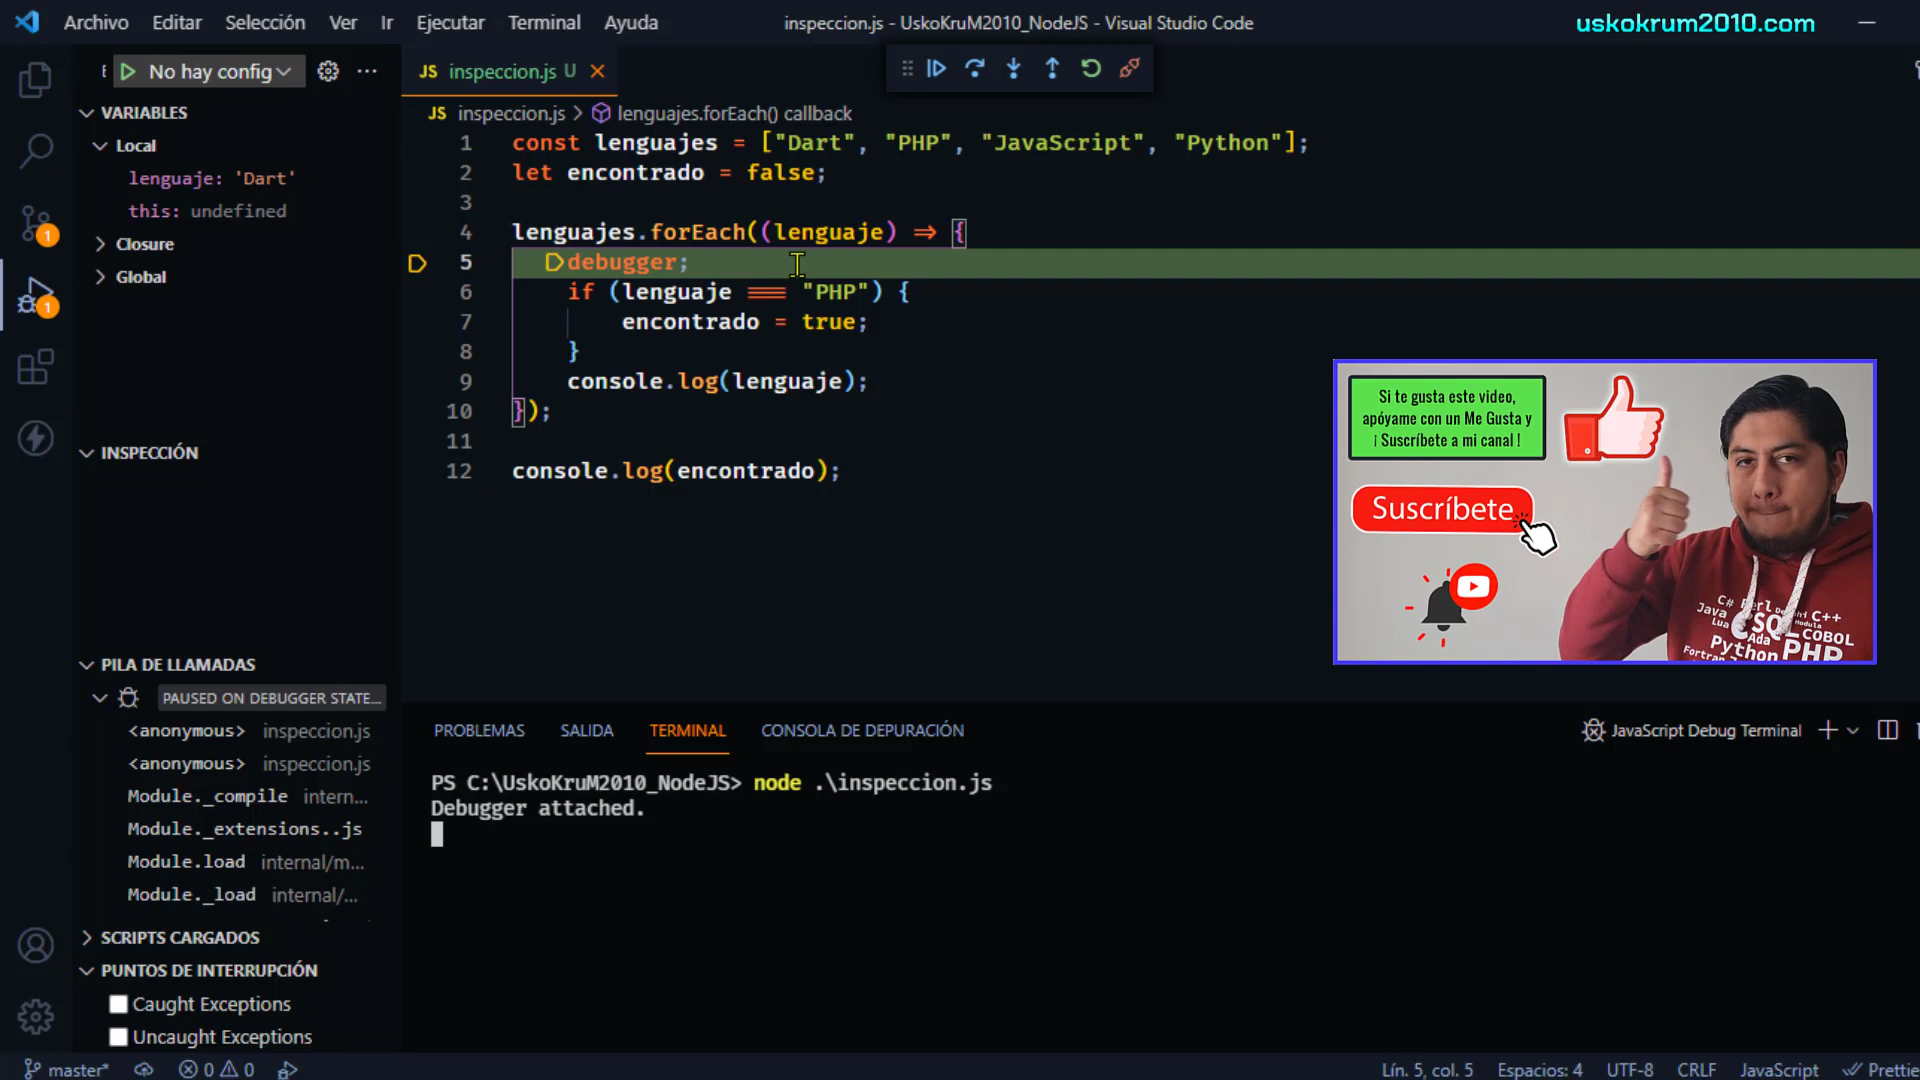 Archivo Editar Selección Ver Ir Ejecutar Terminal Ayuda
inspeccion.js - UskoKruM2010_NodeJS - Visual Studio Code
uskokrum2010.com
No hay config
JS inspeccion.js U
VARIABLES
Local
lenguaje: 'Dart'
this: undefined
Closure
Global
INSPECCIÓN
PILA DE LLAMADAS
PAUSED ON DEBUGGER STATE...
<anonymous> inspeccion.js
<anonymous> inspeccion.js
Module._compile intern...
Module._extensions..js
Module.load internal/m...
Module._load internal/...
SCRIPTS CARGADOS
PUNTOS DE INTERRUPCIÓN
Caught Exceptions
Uncaught Exceptions
1
1
JS inspeccion.js > lenguajes.forEach() callback
1 const lenguajes = ["Dart", "PHP", "JavaScript", "Python"];
2 let encontrado = false;
3
4 lenguajes.forEach((lenguaje) => {
5 debugger;
6 if (lenguaje === "PHP") {
7 encontrado = true;
8 }
9 console.log(lenguaje);
10 });
11
12 console.log(encontrado);
Si te gusta este video,
apóyame con un Me Gusta y
¡ Suscríbete a mi canal !
Suscríbete
C# Perl C++
Java
Lua SQL COBOL
Ada
Python PHP
Fortran
PROBLEMAS SALIDA TERMINAL CONSOLA DE DEPURACIÓN
JavaScript Debug Terminal
PS C:\UskoKruM2010_NodeJS> node .\inspeccion.js
Debugger attached.
master* 0 0
Lín. 5, col. 5 Espacios: 4 UTF-8 CRLF JavaScript Prettie